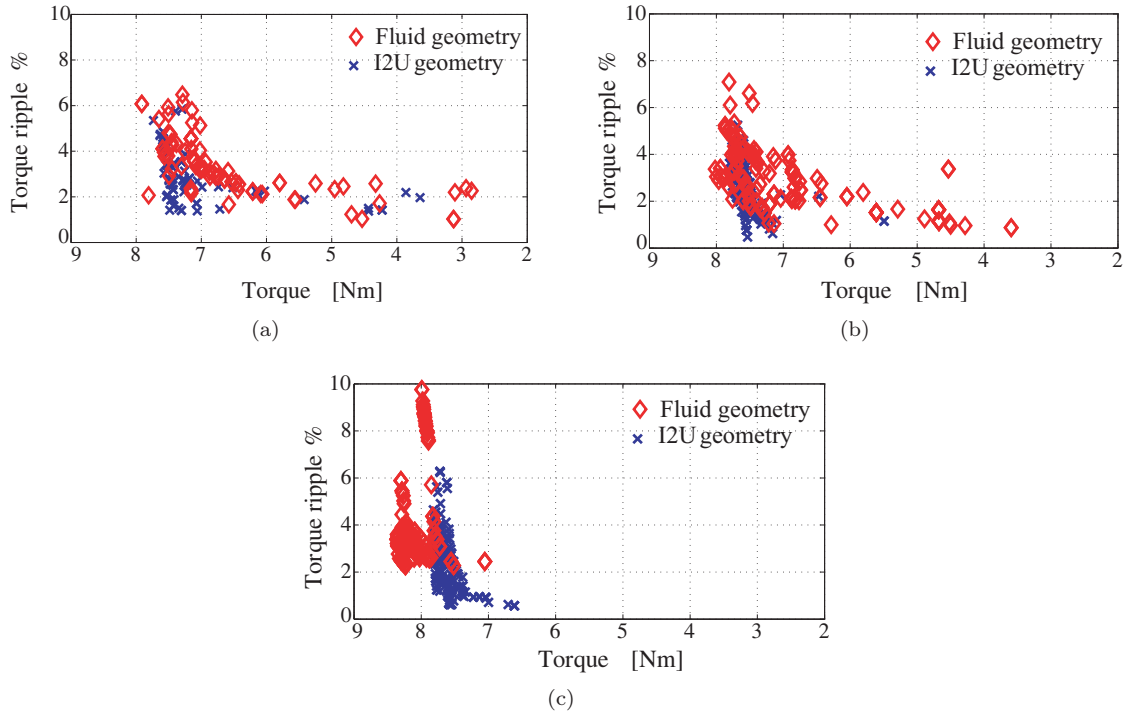 10
8
6
4
2
0
Torque ripple %
Fluid geometry
I2U geometry
9 8 7 6 5 4 3 2
Torque [Nm]
(a)
10
8
6
4
2
0
Torque ripple %
Fluid geometry
I2U geometry
9 8 7 6 5 4 3 2
Torque [Nm]
(b)
10
8
6
4
2
0
Torque ripple %
Fluid geometry
I2U geometry
9 8 7 6 5 4 3 2
Torque [Nm]
(c)